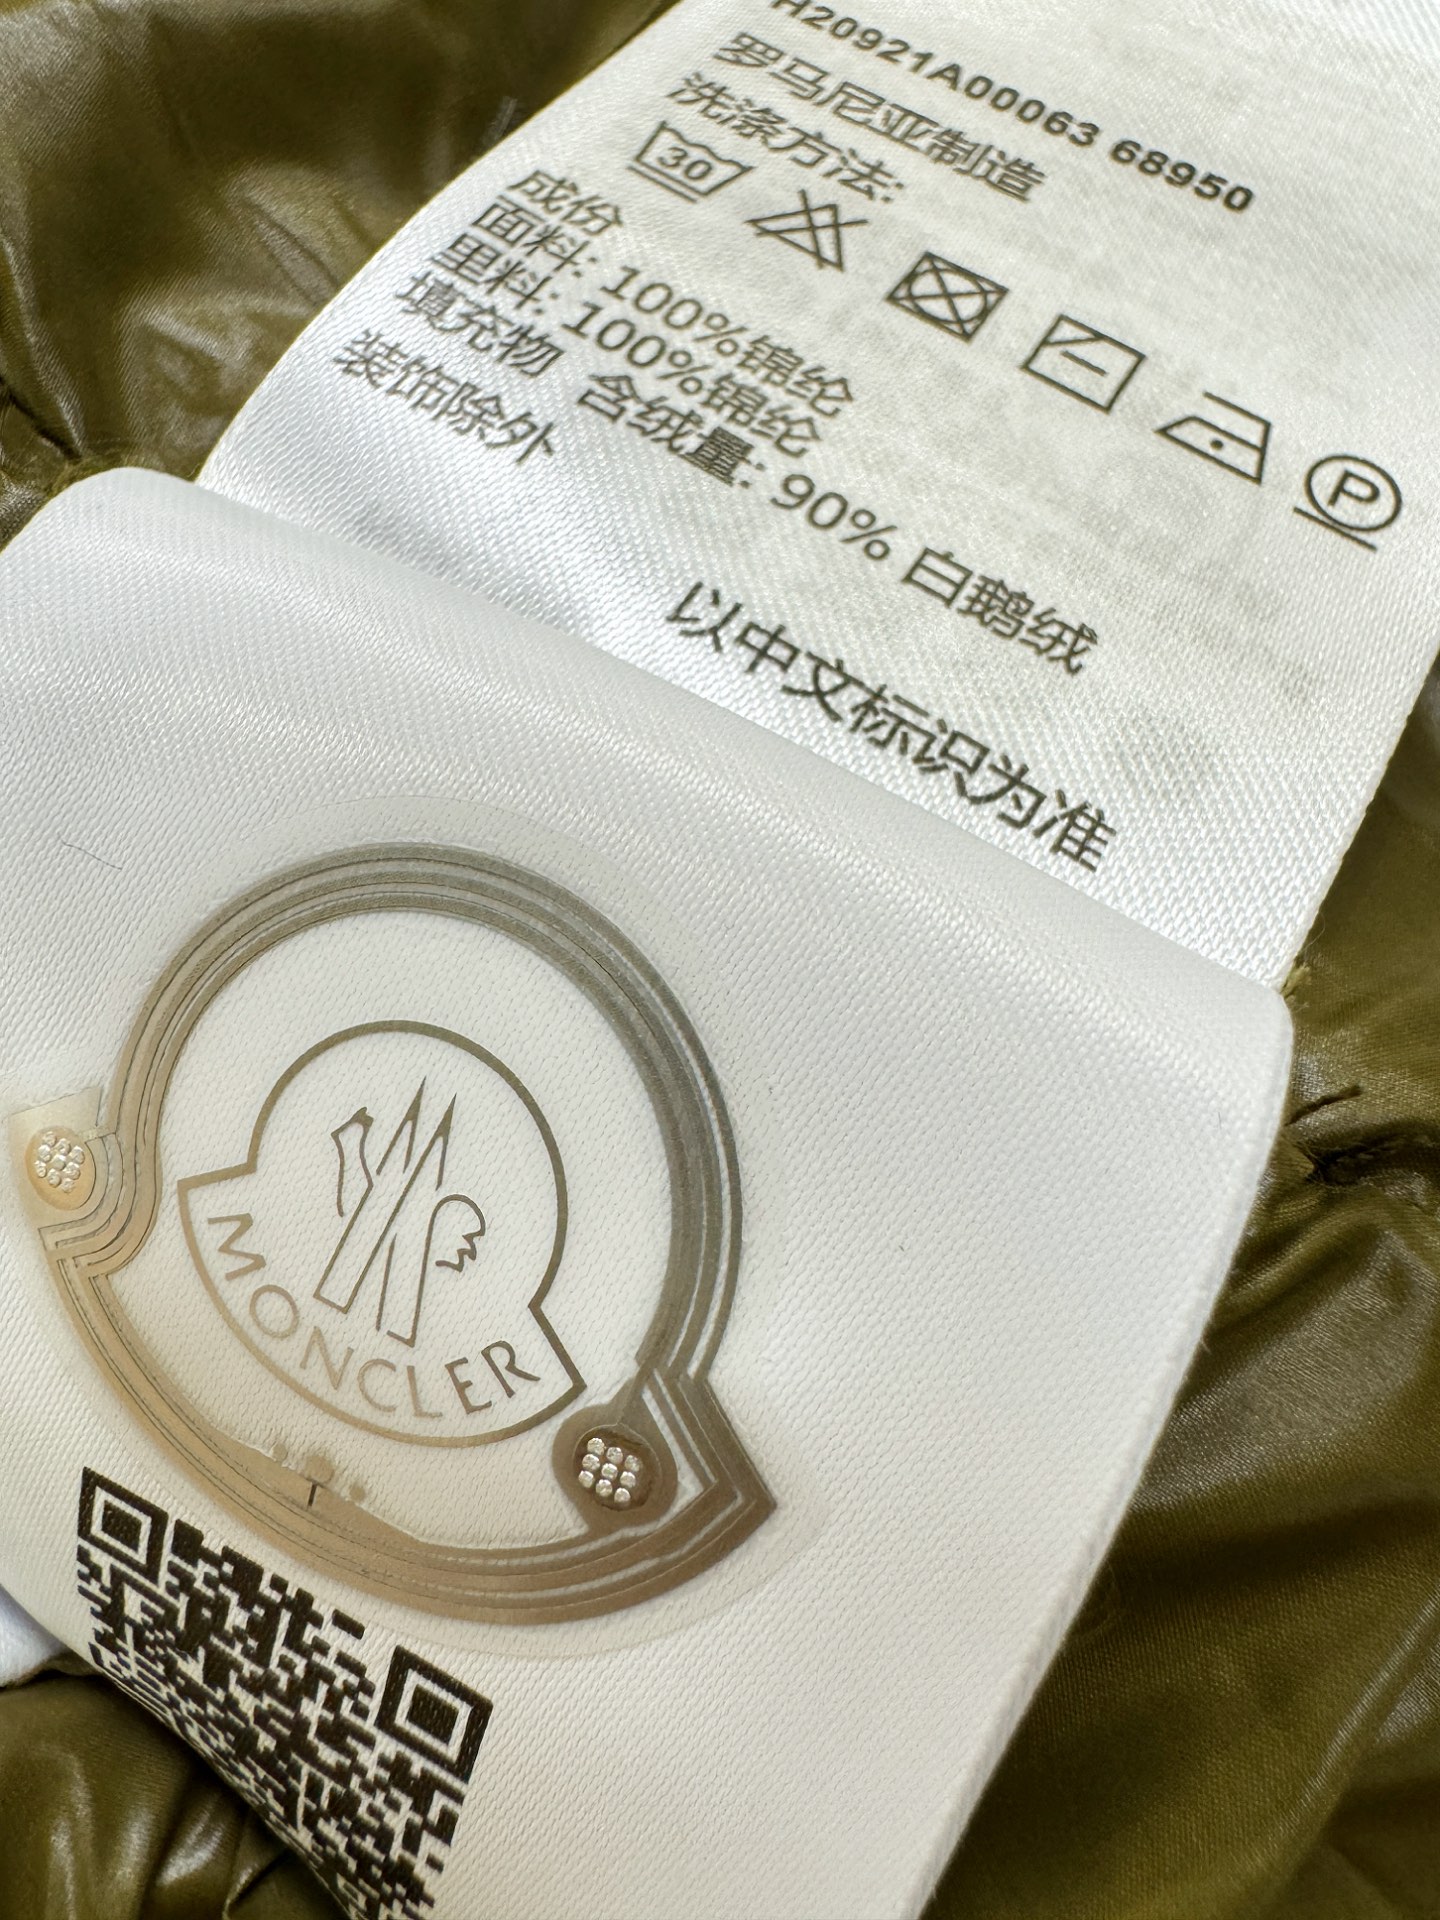 H20921A00063 68950
罗马尼亚制造
洗涤方法:
30
P
成份
面料: 100%锦纶
里料: 100%锦纶
填充物 含绒量: 90% 白鹅绒
装饰除外
以中文标识为准
MONCLER